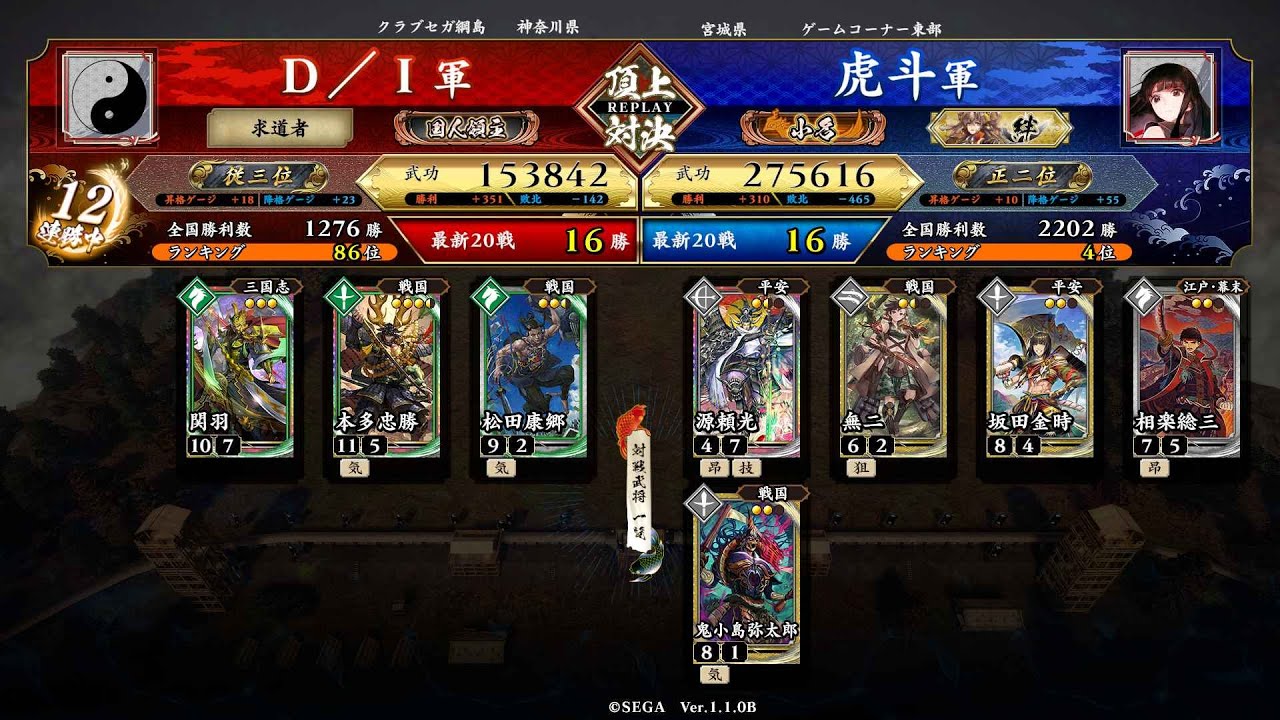 クラブセガ綱島 神奈川県
宮城県 ゲームコーナー東部
D／I 軍
頂上
REPLAY
対決
虎斗軍
求道者
国人領主
小名
絆
従三位
昇格ゲージ +18 降格ゲージ +23
武功 153842
勝利 +351 敗北 -142
武功 275616
勝利 +310 敗北 -465
正二位
昇格ゲージ +10 降格ゲージ +55
12
連勝中
全国勝利数 1276 勝
ランキング 86位
最新20戦 16勝
最新20戦 16勝
全国勝利数 2202 勝
ランキング 4位
三国志
関羽
10 7
戦国
本多忠勝
11 5
気
戦国
松田康郷
9 2
気
対戦武将一覧
平安
源頼光
4 7
昂 技
戦国
無二
6 2
狙
平安
坂田金時
8 4
江戸・幕末
相楽総三
7 5
昂
戦国
鬼小島弥太郎
8 1
気
©SEGA Ver.1.1.0B